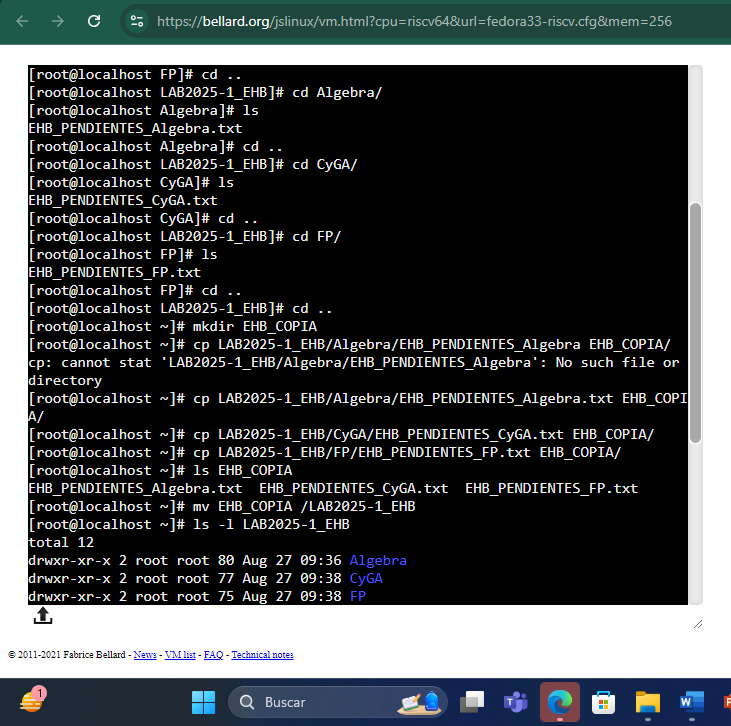 https://bellard.org/jslinux/vm.html?cpu=riscv64&url=fedora33-riscv.cfg&mem=256
[root@localhost FP]# cd ..
[root@localhost LAB2025-1_EHB]# cd Algebra/
[root@localhost Algebra]# ls
EHB_PENDIENTES_Algebra.txt
[root@localhost Algebra]# cd ..
[root@localhost LAB2025-1_EHB]# cd CyGA/
[root@localhost CyGA]# ls
EHB_PENDIENTES_CyGA.txt
[root@localhost CyGA]# cd ..
[root@localhost LAB2025-1_EHB]# cd FP/
[root@localhost FP]# ls
EHB_PENDIENTES_FP.txt
[root@localhost FP]# cd ..
[root@localhost LAB2025-1_EHB]# cd ..
[root@localhost ~]# mkdir EHB_COPIA
[root@localhost ~]# cp LAB2025-1_EHB/Algebra/EHB_PENDIENTES_Algebra EHB_COPIA/
cp: cannot stat 'LAB2025-1_EHB/Algebra/EHB_PENDIENTES_Algebra': No such file or
directory
[root@localhost ~]# cp LAB2025-1_EHB/Algebra/EHB_PENDIENTES_Algebra.txt EHB_COPI
A/
[root@localhost ~]# cp LAB2025-1_EHB/CyGA/EHB_PENDIENTES_CyGA.txt EHB_COPIA/
[root@localhost ~]# cp LAB2025-1_EHB/FP/EHB_PENDIENTES_FP.txt EHB_COPIA/
[root@localhost ~]# ls EHB_COPIA
EHB_PENDIENTES_Algebra.txt  EHB_PENDIENTES_CyGA.txt  EHB_PENDIENTES_FP.txt
[root@localhost ~]# mv EHB_COPIA /LAB2025-1_EHB
[root@localhost ~]# ls -l LAB2025-1_EHB
total 12
drwxr-xr-x 2 root root 80 Aug 27 09:36 Algebra
drwxr-xr-x 2 root root 77 Aug 27 09:38 CyGA
drwxr-xr-x 2 root root 75 Aug 27 09:38 FP
© 2011-2021 Fabrice Bellard - News - VM list - FAQ - Technical notes
1
Buscar